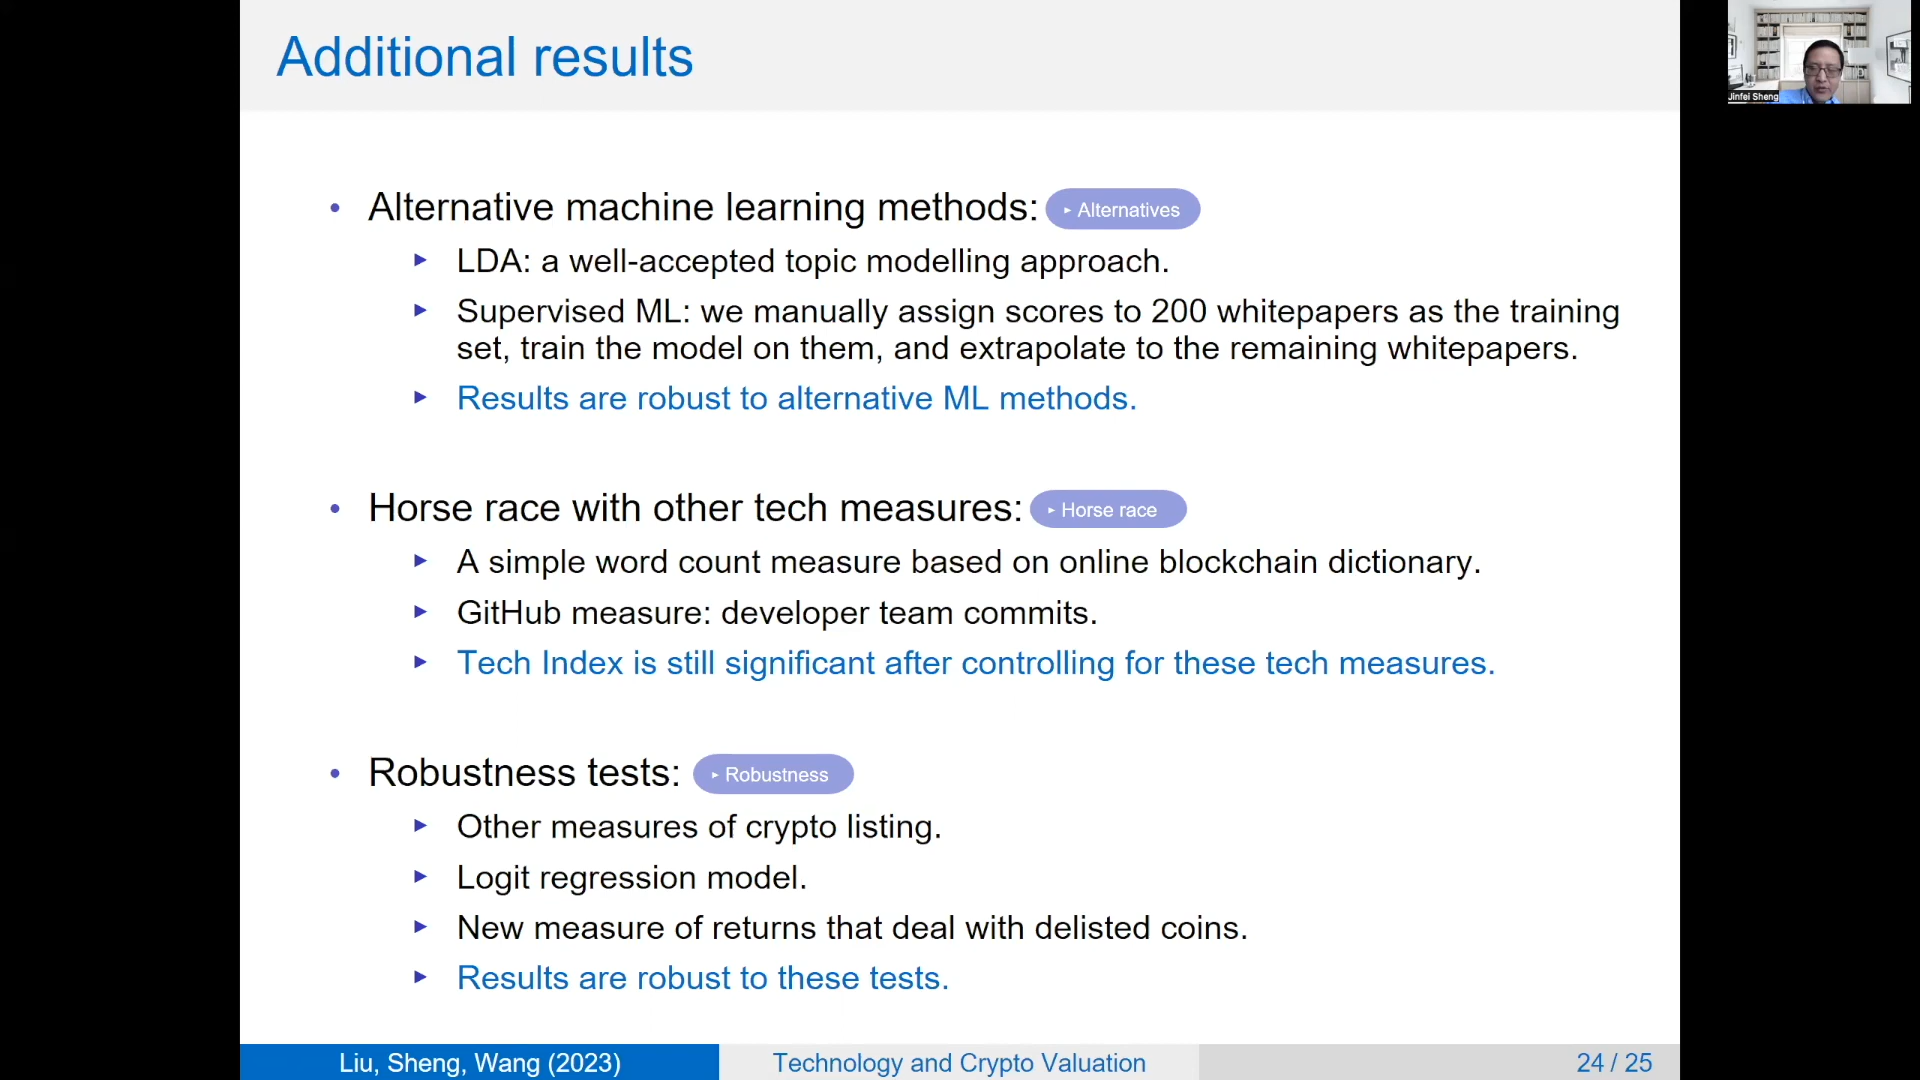 Additional results
Jinfei Sheng
• Alternative machine learning methods: ▸ Alternatives
▸ LDA: a well-accepted topic modelling approach.
▸ Supervised ML: we manually assign scores to 200 whitepapers as the training
set, train the model on them, and extrapolate to the remaining whitepapers.
▸ Results are robust to alternative ML methods.
• Horse race with other tech measures: ▸ Horse race
▸ A simple word count measure based on online blockchain dictionary.
▸ GitHub measure: developer team commits.
▸ Tech Index is still significant after controlling for these tech measures.
• Robustness tests: ▸ Robustness
▸ Other measures of crypto listing.
▸ Logit regression model.
▸ New measure of returns that deal with delisted coins.
▸ Results are robust to these tests.
Liu, Sheng, Wang (2023) Technology and Crypto Valuation 24 / 25